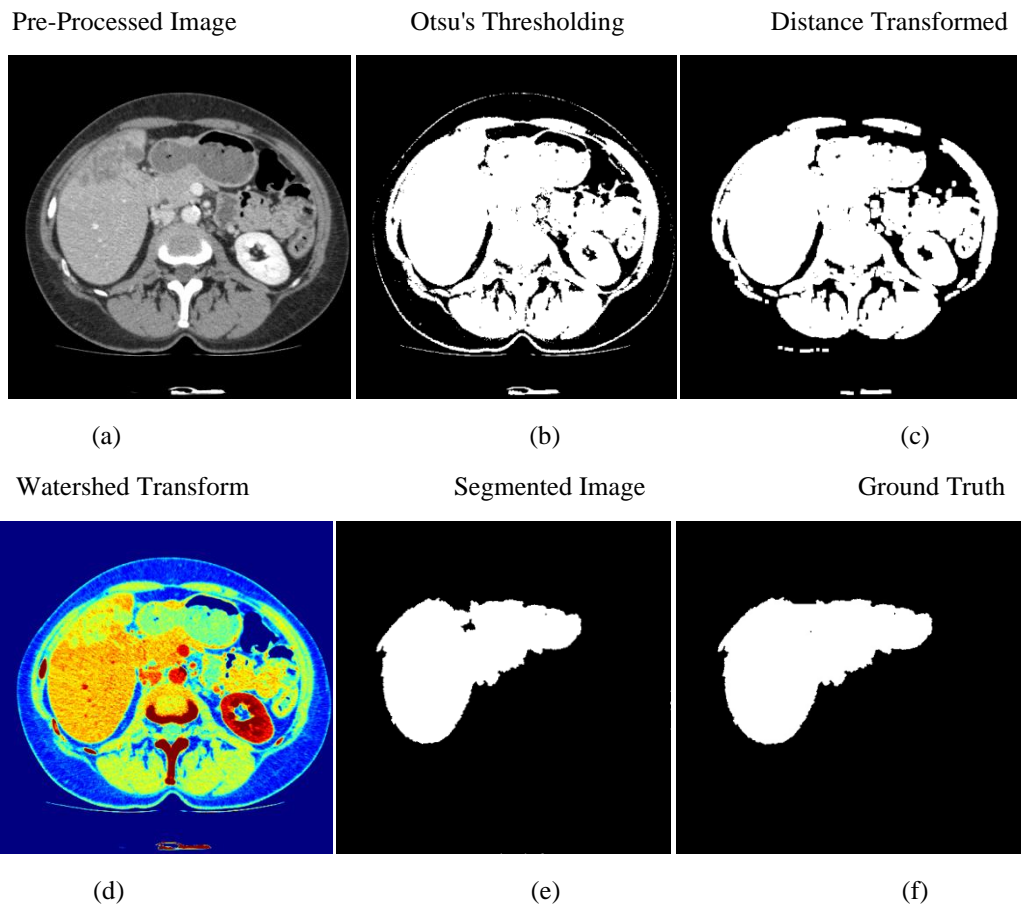 Pre-Processed Image Otsu's Thresholding Distance Transformed
(a) (b) (c)
Watershed Transform Segmented Image Ground Truth
(d) (e) (f)